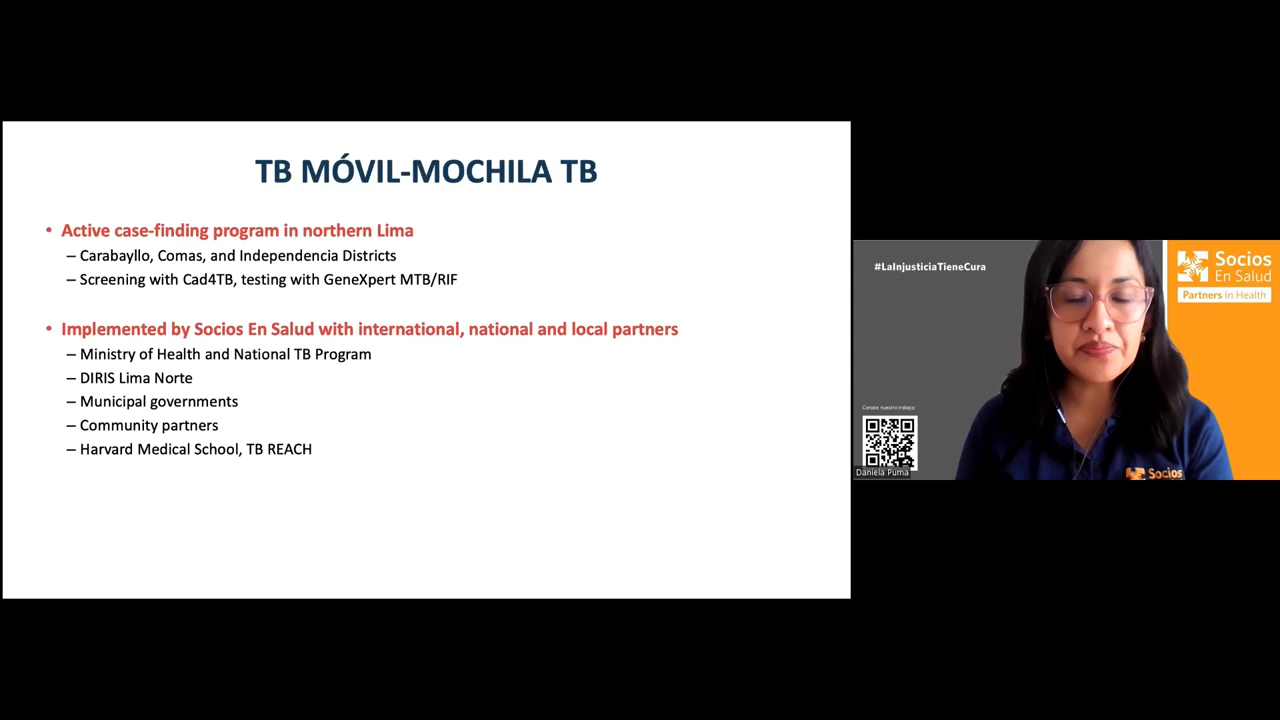 TB MÓVIL-MOCHILA TB
• Active case-finding program in northern Lima
– Carabayllo, Comas, and Independencia Districts
– Screening with Cad4TB, testing with GeneXpert MTB/RIF
• Implemented by Socios En Salud with international, national and local partners
– Ministry of Health and National TB Program
– DIRIS Lima Norte
– Municipal governments
– Community partners
– Harvard Medical School, TB REACH
#LaInjusticiaTieneCura
Socios
En Salud
Partners In Health
Conoce nuestro trabajo
Daniela Puma
Socios